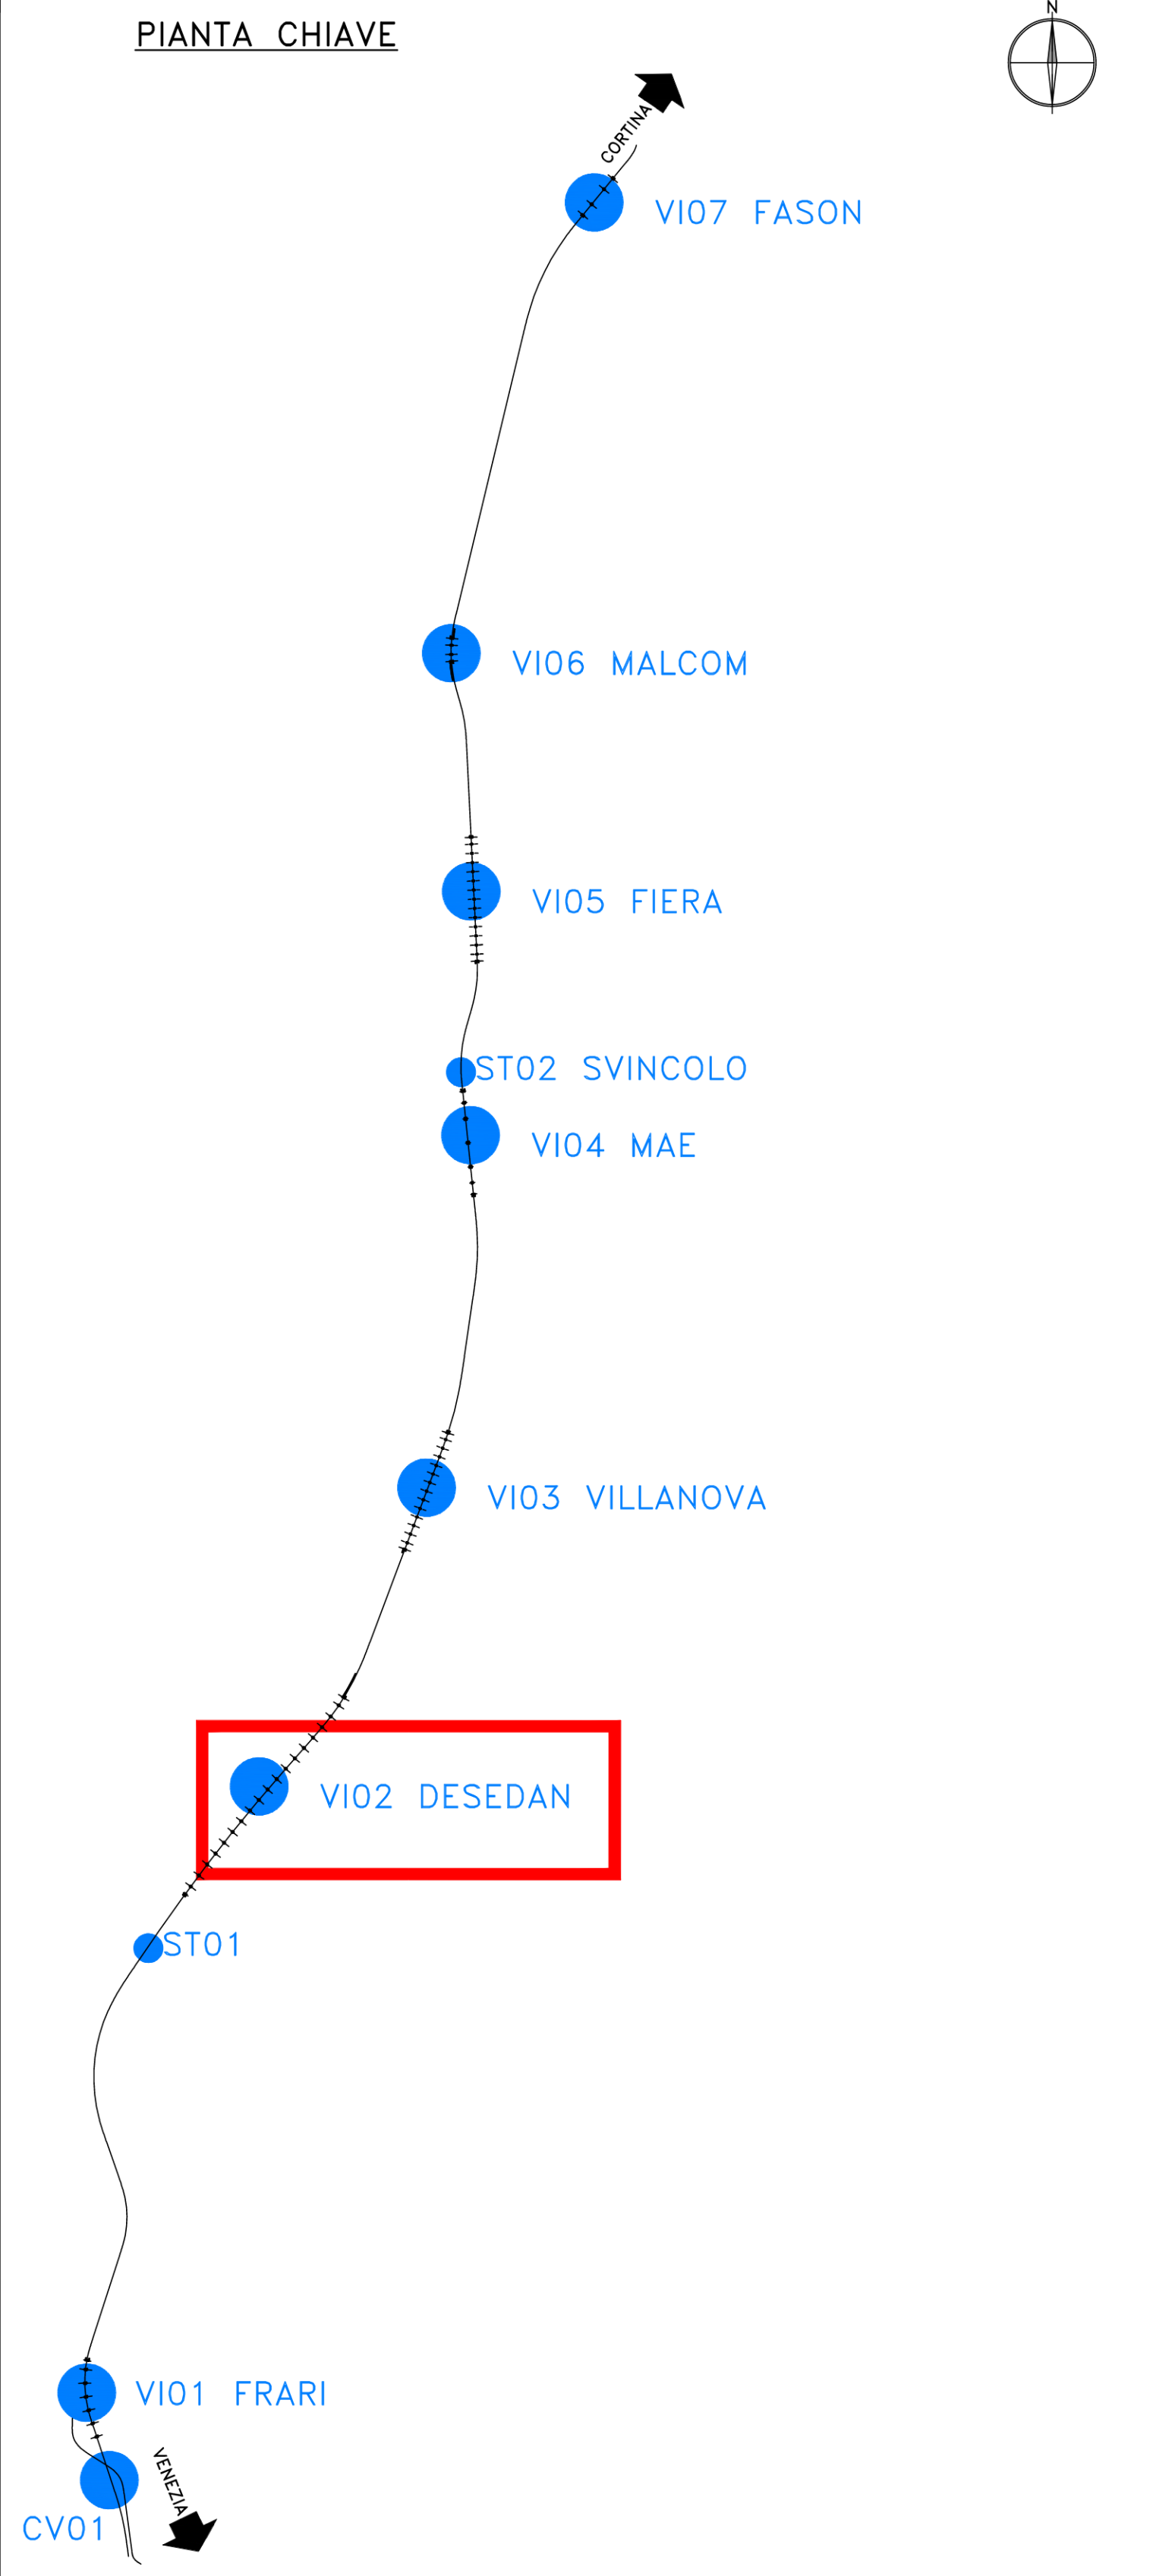 N
PIANTA CHIAVE
CORTINA
VI07 FASON
VI06 MALCOM
VI05 FIERA
ST02 SVINCOLO
VI04 MAE
VI03 VILLANOVA
VI02 DESEDAN
ST01
VI01 FRARI
VENEZIA
CV01